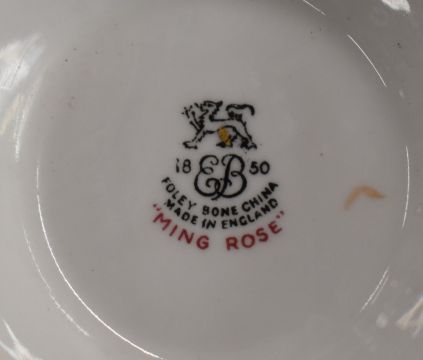 18 EB 50
FOLEY BONE CHINA
MADE IN ENGLAND
"MING ROSE"